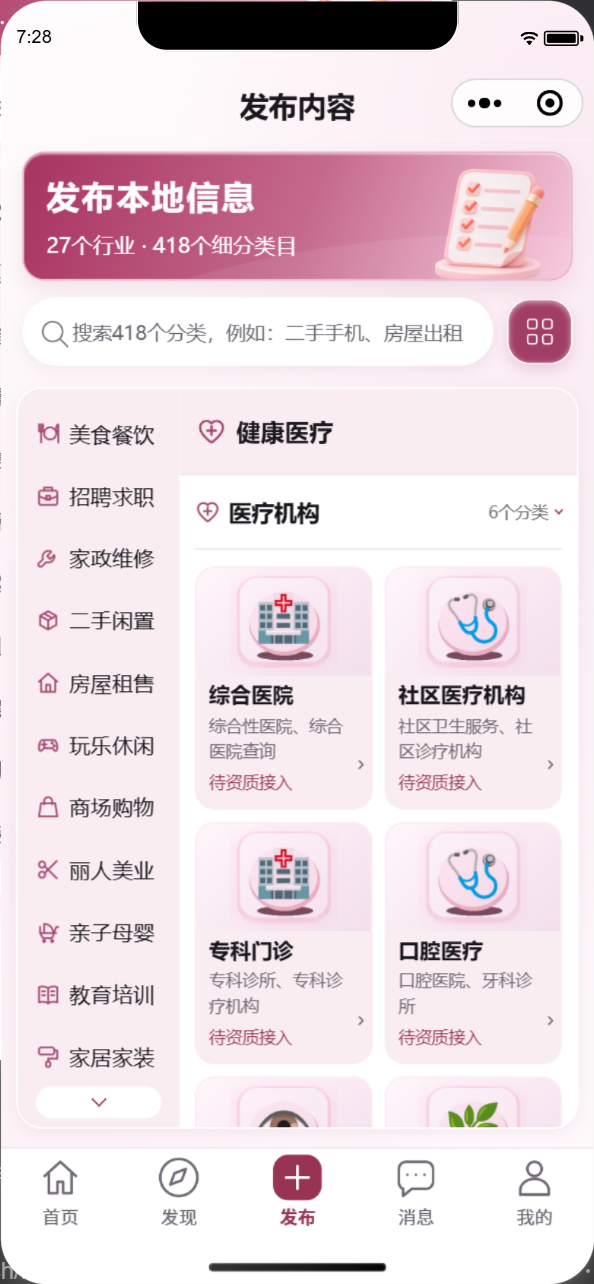 7:28
发布内容
发布本地信息
27个行业 · 418个细分类目
搜索418个分类，例如：二手手机、房屋出租
美食餐饮
招聘求职
家政维修
二手闲置
房屋租售
玩乐休闲
商场购物
丽人美业
亲子母婴
教育培训
家居家装
健康医疗
医疗机构
6个分类
综合医院
综合性医院、综合
医院查询
待资质接入
社区医疗机构
社区卫生服务、社
区诊疗机构
待资质接入
专科门诊
专科诊所、专科诊
疗机构
待资质接入
口腔医疗
口腔医院、牙科诊
所
待资质接入
首页
发现
发布
消息
我的